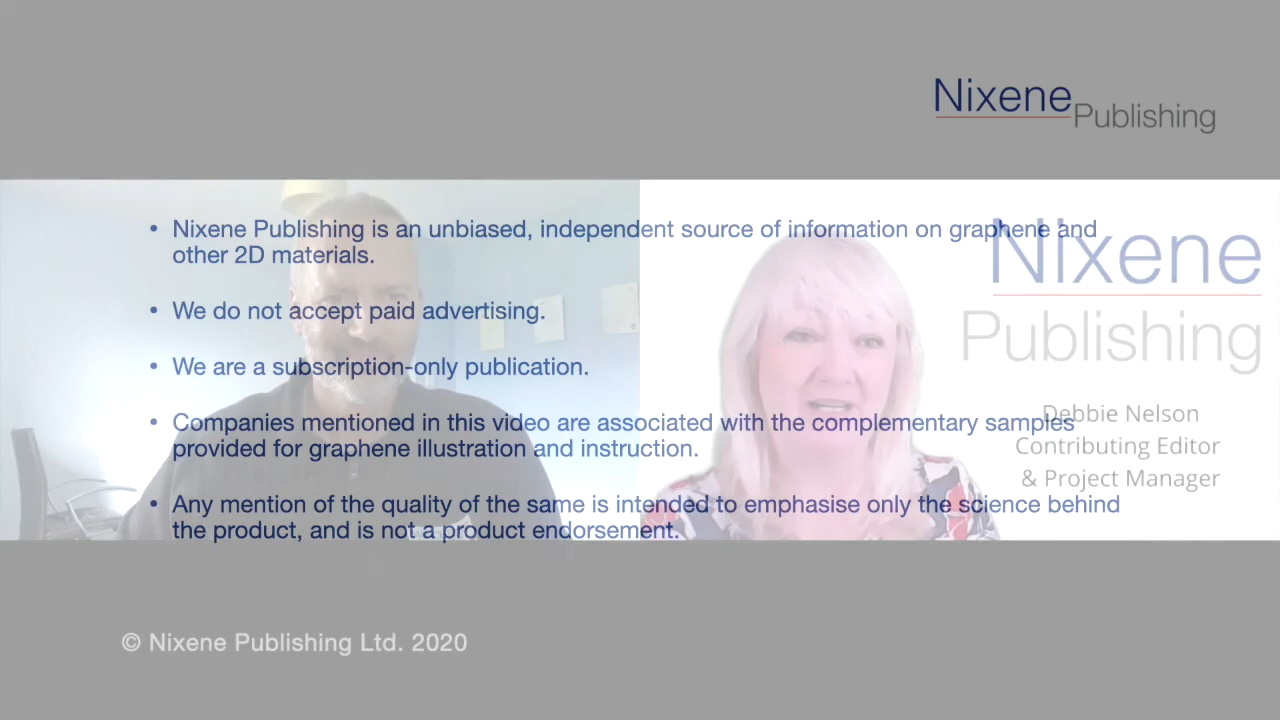 Nixene Publishing
• Nixene Publishing is an unbiased, independent source of information on graphene and
other 2D materials.
• We do not accept paid advertising.
• We are a subscription-only publication.
• Companies mentioned in this video are associated with the complementary samples
provided for graphene illustration and instruction.
• Any mention of the quality of the same is intended to emphasise only the science behind
the product, and is not a product endorsement.
Nixene
Publishing
Debbie Nelson
Contributing Editor
& Project Manager
© Nixene Publishing Ltd. 2020